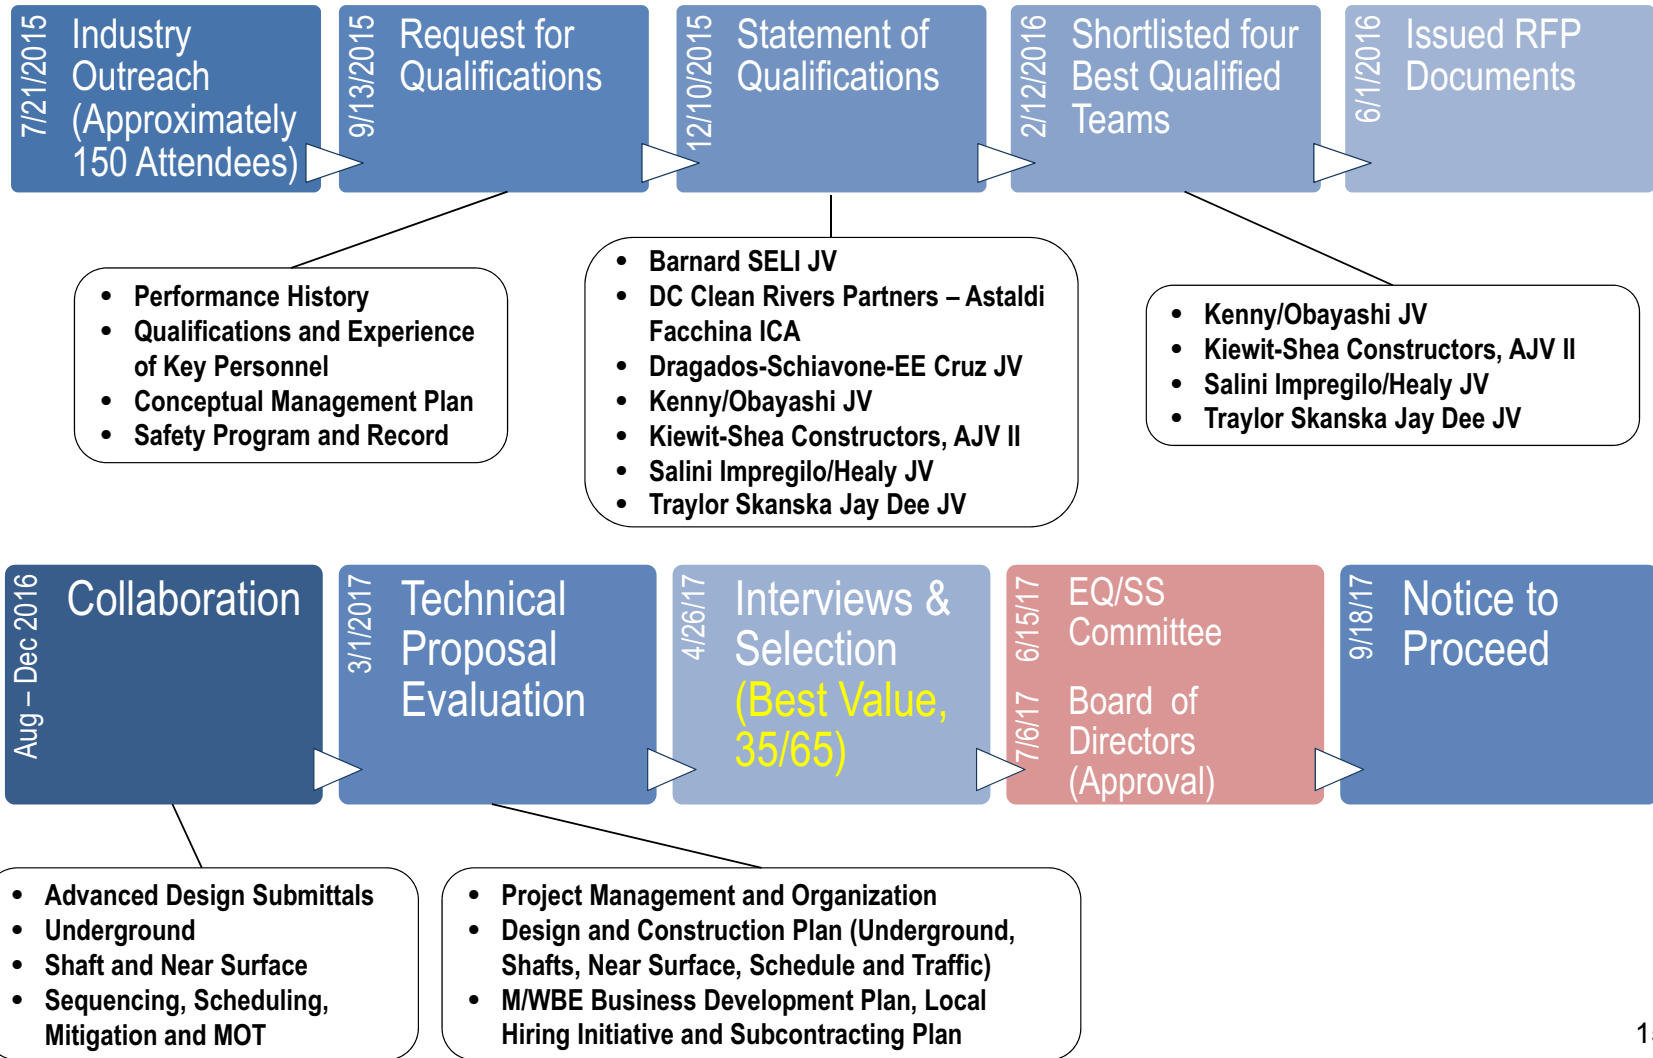 7/21/2015
Industry
Outreach
(Approximately
150 Attendees)
9/13/2015
Request for
Qualifications
12/10/2015
Statement of
Qualifications
2/12/2016
Shortlisted four
Best Qualified
Teams
6/1/2016
Issued RFP
Documents
• Performance History
• Qualifications and Experience
of Key Personnel
• Conceptual Management Plan
• Safety Program and Record
• Barnard SELI JV
• DC Clean Rivers Partners – Astaldi
Facchina ICA
• Dragados-Schiavone-EE Cruz JV
• Kenny/Obayashi JV
• Kiewit-Shea Constructors, AJV II
• Salini Impregilo/Healy JV
• Traylor Skanska Jay Dee JV
• Kenny/Obayashi JV
• Kiewit-Shea Constructors, AJV II
• Salini Impregilo/Healy JV
• Traylor Skanska Jay Dee JV
Aug – Dec 2016
Collaboration
3/1/2017
Technical
Proposal
Evaluation
4/26/17
Interviews &
Selection
(Best Value,
35/65)
6/15/17
EQ/SS
Committee
7/6/17
Board of
Directors
(Approval)
9/18/17
Notice to
Proceed
• Advanced Design Submittals
• Underground
• Shaft and Near Surface
• Sequencing, Scheduling,
Mitigation and MOT
• Project Management and Organization
• Design and Construction Plan (Underground,
Shafts, Near Surface, Schedule and Traffic)
• M/WBE Business Development Plan, Local
Hiring Initiative and Subcontracting Plan